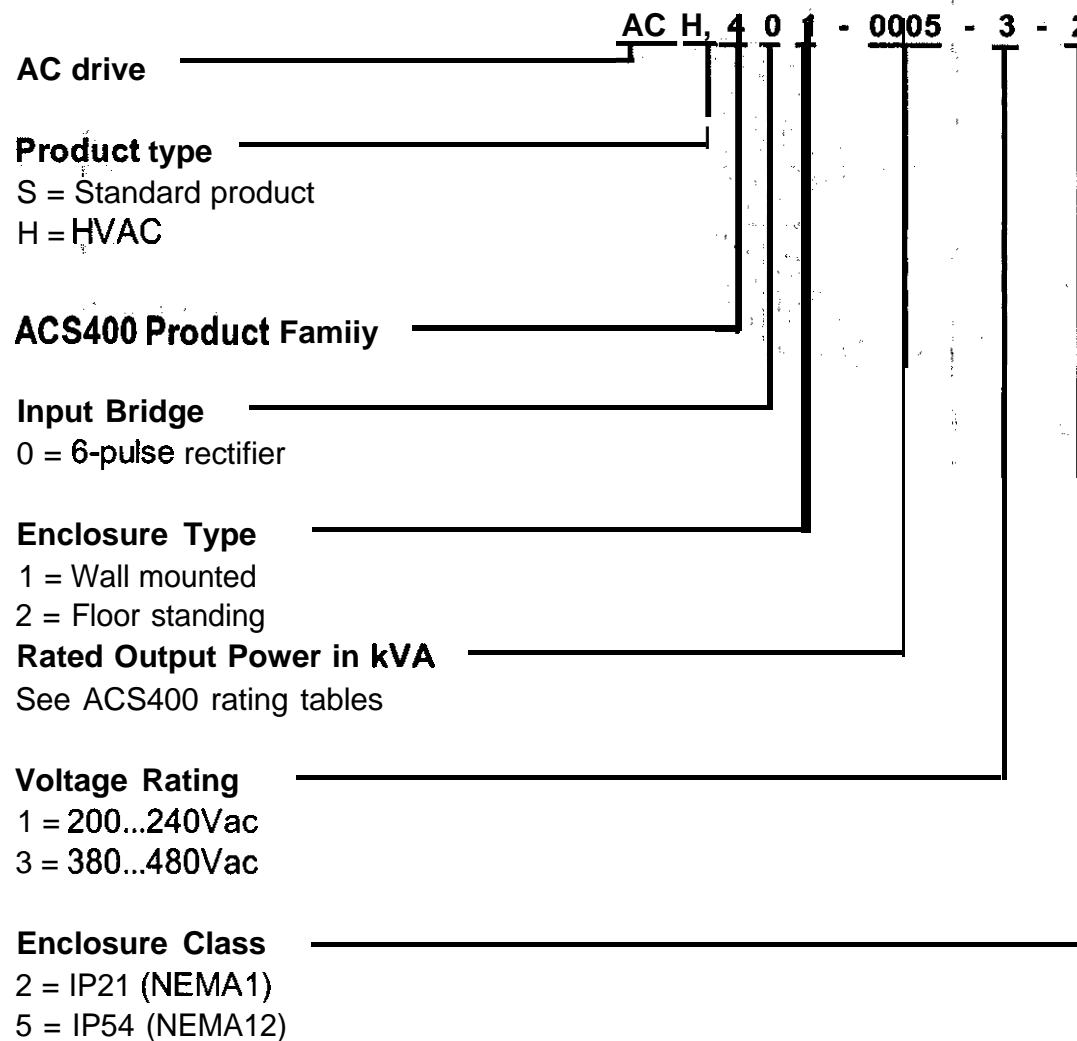 AC H, 4 0 1 - 0005 - 3 - 2
AC drive
Product type
S = Standard product
H = HVAC
ACS400 Product Famiiy
Input Bridge
0 = 6-pulse rectifier
Enclosure Type
1 = Wall mounted
2 = Floor standing
Rated Output Power in kVA
See ACS400 rating tables
Voltage Rating
1 = 200...240Vac
3 = 380...480Vac
Enclosure Class
2 = IP21 (NEMA1)
5 = IP54 (NEMA12)